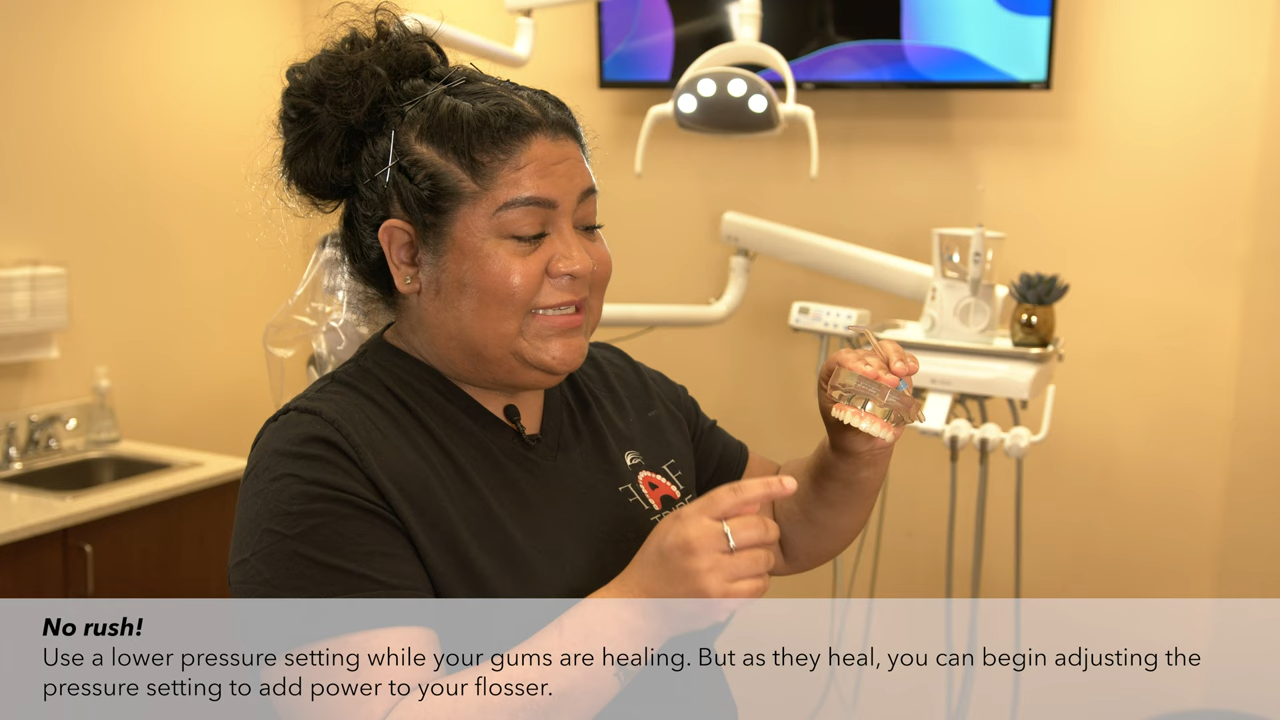 No rush!
Use a lower pressure setting while your gums are healing. But as they heal, you can begin adjusting the
pressure setting to add power to your flosser.